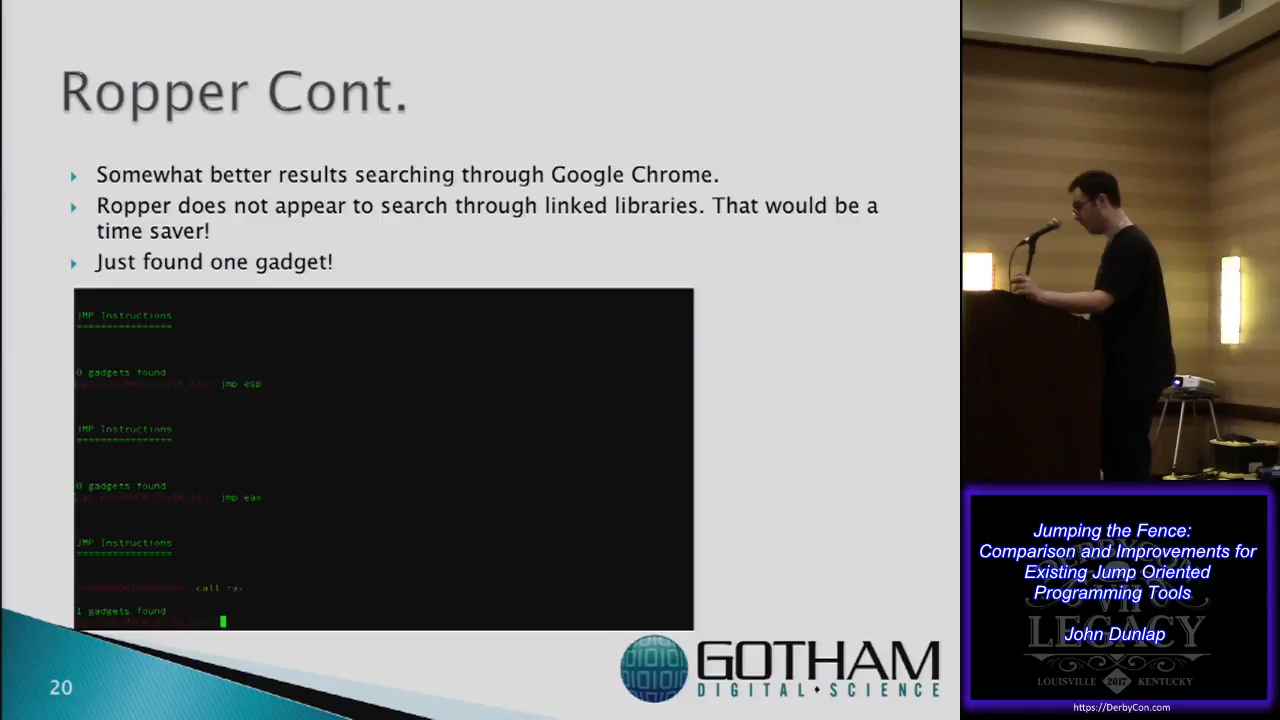 Ropper Cont.
Somewhat better results searching through Google Chrome.
Ropper does not appear to search through linked libraries. That would be a
time saver!
Just found one gadget!
JMP Instructions
================
0 gadgets found
jmp esp
JMP Instructions
================
0 gadgets found
jmp eax
JMP Instructions
================
call rax
1 gadgets found
20
GOTHAM
DIGITAL SCIENCE
Jumping the Fence:
Comparison and Improvements for
Existing Jump Oriented
Programming Tools
John Dunlap
LEGACY
LOUISVILLE 2017 KENTUCKY
https://DerbyCon.com